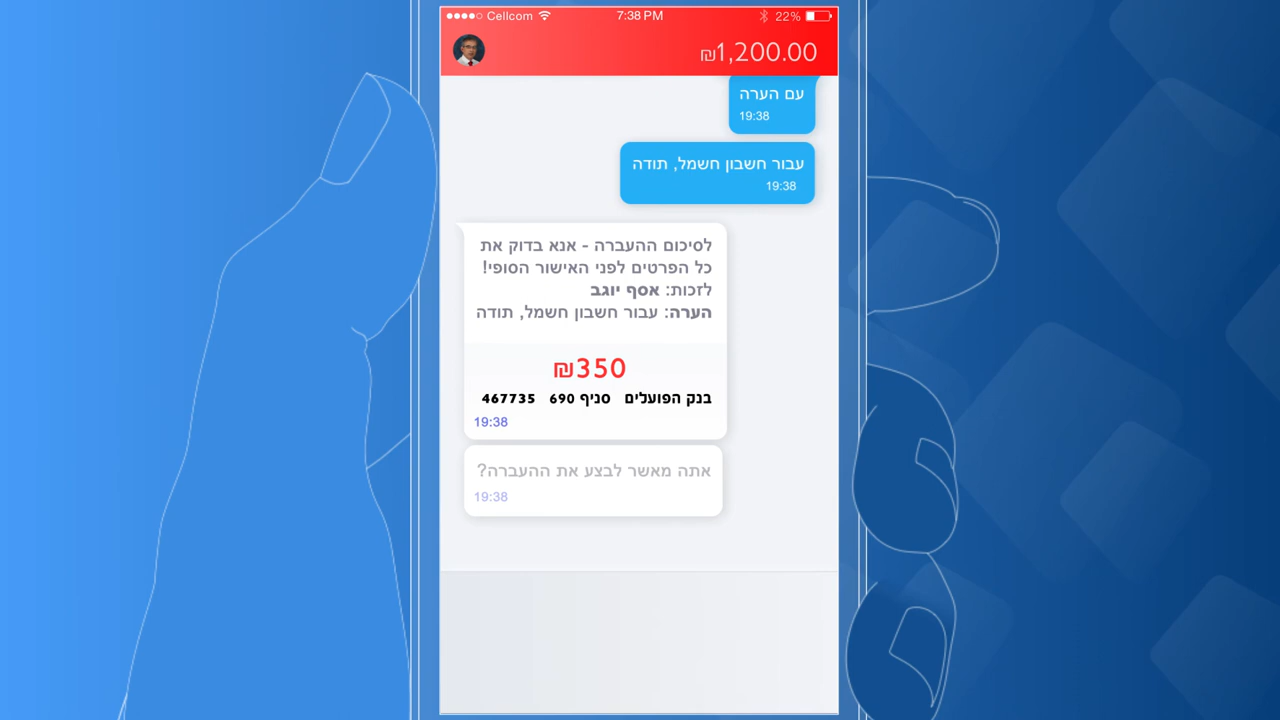 Cellcom 7:38 PM 22%
₪1,200.00
עם הערה
19:38
עבור חשבון חשמל, תודה
19:38
לסיכום ההעברה - אנא בדוק את
כל הפרטים לפני האישור הסופי!
לזכות: אסף יוגב
הערה: עבור חשבון חשמל, תודה
₪350
בנק הפועלים סניף 690 467735
19:38
אתה מאשר לבצע את ההעברה?
19:38